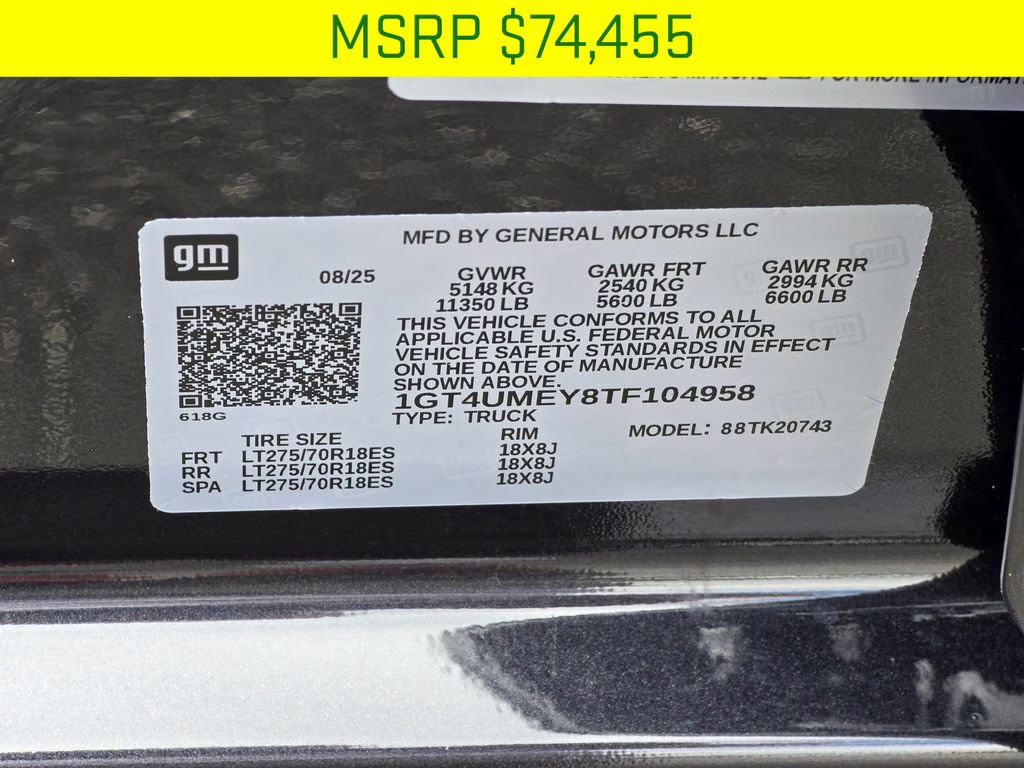 MSRP $74,455
FOR MORE INFORMAT
MFD BY GENERAL MOTORS LLC
gm
08/25
GVWR GAWR FRT GAWR RR
5148 KG 2540 KG 2994 KG
11350 LB 5600 LB 6600 LB
THIS VEHICLE CONFORMS TO ALL
APPLICABLE U.S. FEDERAL MOTOR
VEHICLE SAFETY STANDARDS IN EFFECT
ON THE DATE OF MANUFACTURE
SHOWN ABOVE.
1GT4UMEY8TF104958
618G
TYPE: TRUCK
MODEL: 88TK20743
TIRE SIZE RIM
FRT LT275/70R18ES 18X8J
RR LT275/70R18ES 18X8J
SPA LT275/70R18ES 18X8J